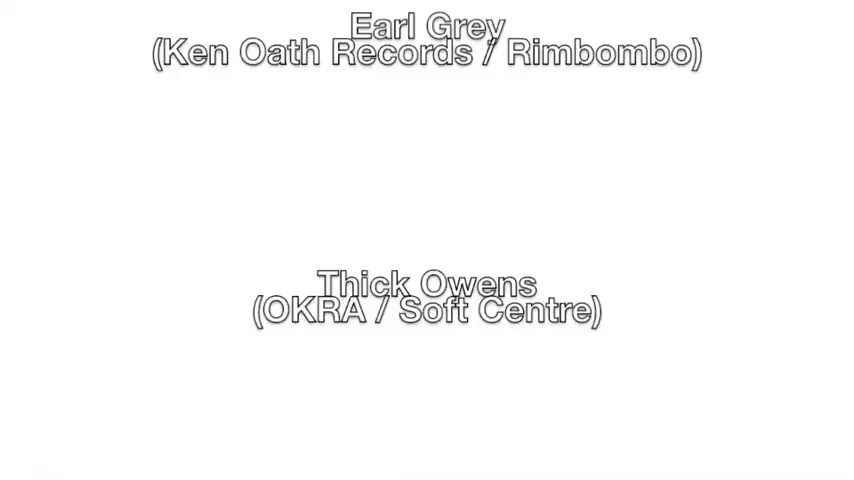 Earl Grey
(Ken Oath Records / Rimbombo)
Thick Owens
(OKRA / Soft Centre)